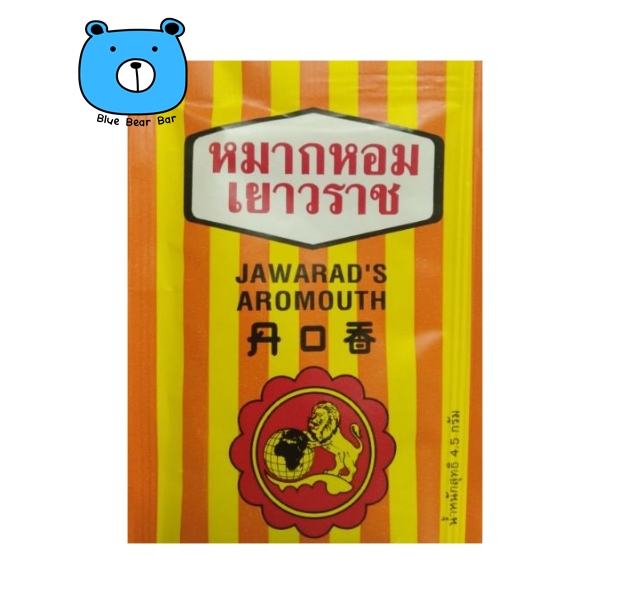 Blue Bear Bar
หมากหอม
เยาวราช
JAWARAD'S
AROMOUTH
丹口香
น้ำหนักสุทธิ 4.5 กรัม